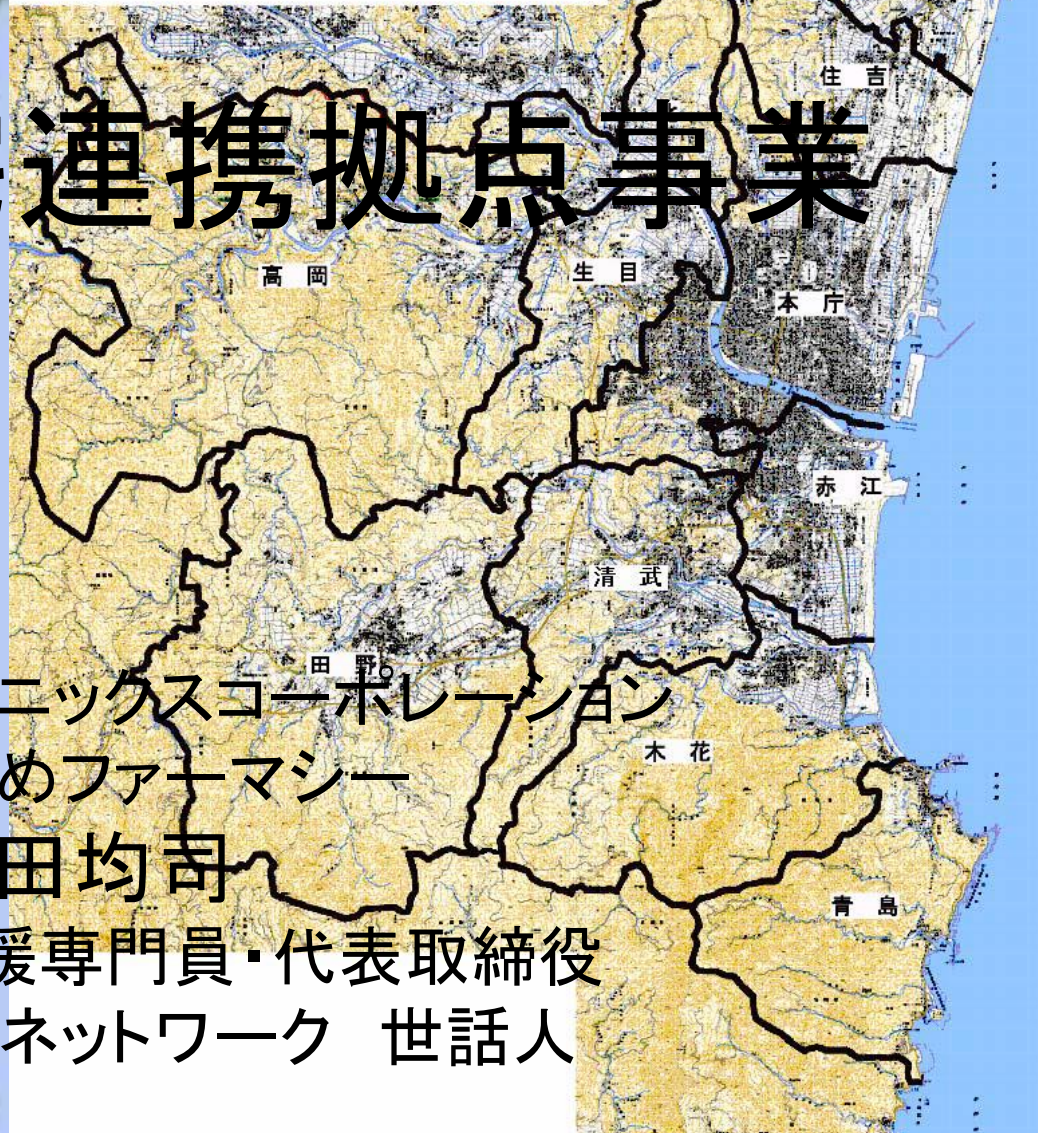 住吉
連携拠点事業
高岡
生目
本庁
赤江
清武
田野
ニックスコーポレーション
木花
めファーマシー
田均司
青島
援専門員・代表取締役
ネットワーク 世話人